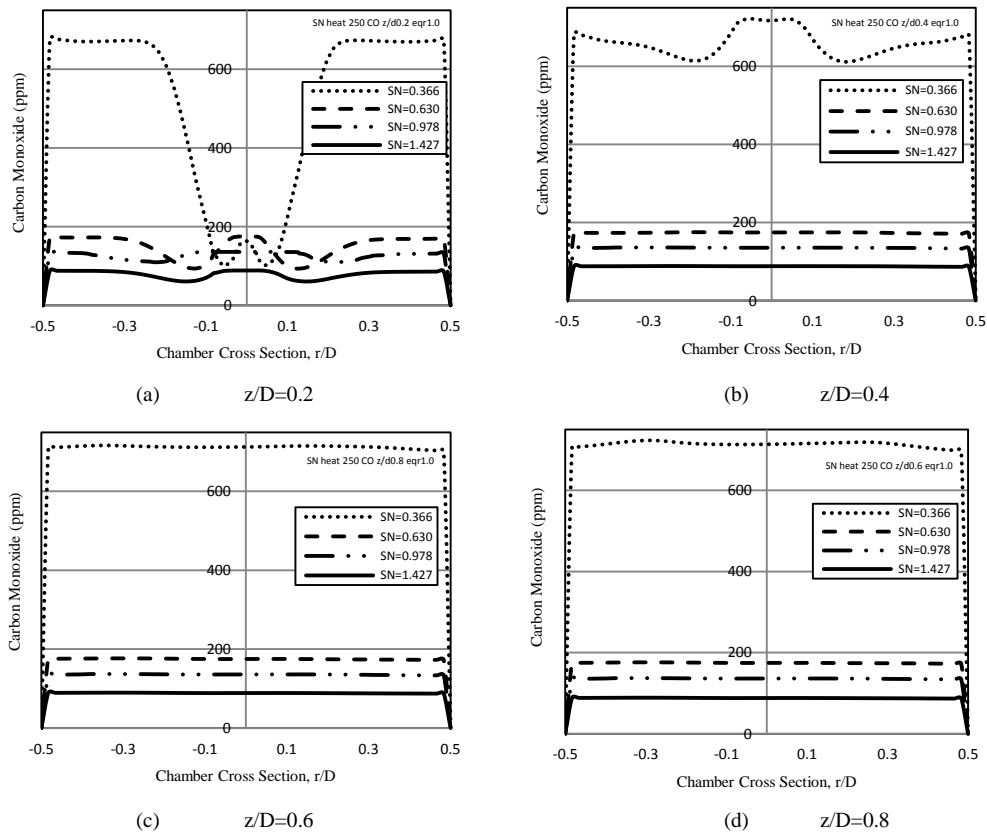 SN heat 250 CO z/d0.2 eqr1.0
Carbon Monoxide (ppm)
600
400
200
0
SN=0.366
SN=0.630
SN=0.978
SN=1.427
-0.5 -0.3 -0.1 0.1 0.3 0.5
Chamber Cross Section, r/D
(a) z/D=0.2
SN heat 250 CO z/d0.4 eqr1.0
Carbon Monoxide (ppm)
600
400
200
0
SN=0.366
SN=0.630
SN=0.978
SN=1.427
-0.5 -0.3 -0.1 0.1 0.3 0.5
Chamber Cross Section, r/D
(b) z/D=0.4
SN heat 250 CO z/d0.8 eqr1.0
Carbon Monoxide (ppm)
600
400
200
0
SN=0.366
SN=0.630
SN=0.978
SN=1.427
-0.5 -0.3 -0.1 0.1 0.3 0.5
Chamber Cross Section, r/D
(c) z/D=0.6
SN heat 250 CO z/d0.6 eqr1.0
Carbon Monoxide (ppm)
600
400
200
0
SN=0.366
SN=0.630
SN=0.978
SN=1.427
-0.5 -0.3 -0.1 0.1 0.3 0.5
Chamber Cross Section, r/D
(d) z/D=0.8